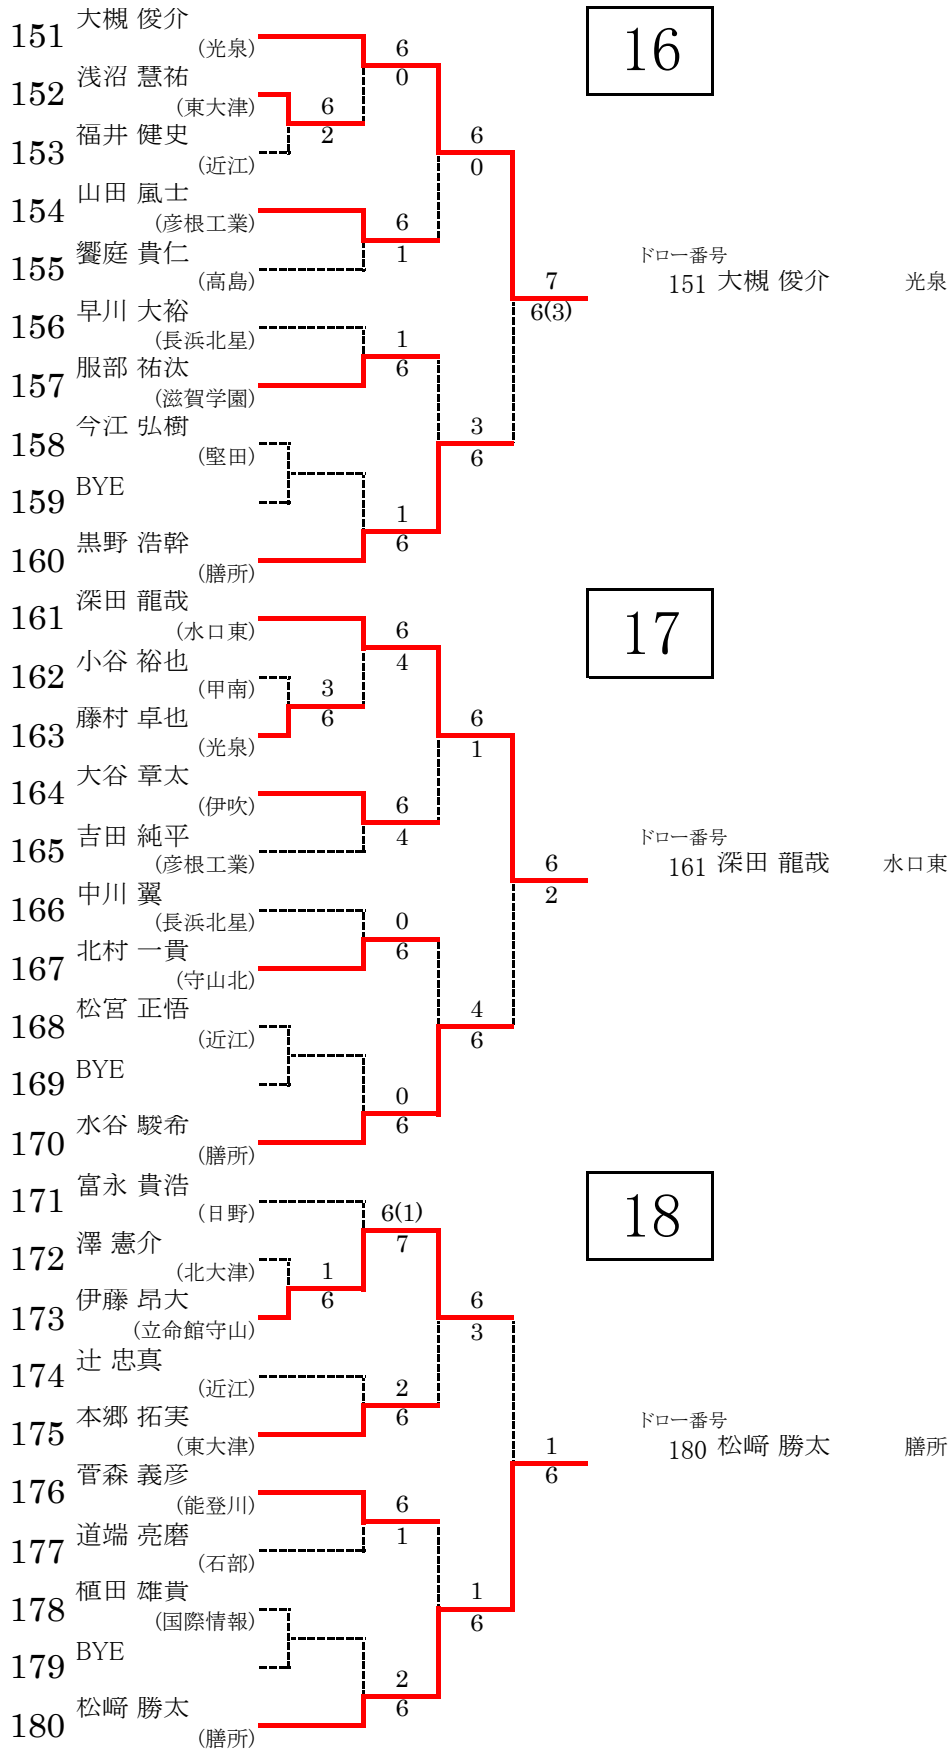 151 大槻 俊介
(光泉)
6
0
16
152 浅沼 慧祐
(東大津)
6
2
153 福井 健史
(近江)
6
0
154 山田 嵐士
(彦根工業)
6
1
155 饗庭 貴仁
(高島)
ドロー番号
151 大槻 俊介 光泉
7
6(3)
156 早川 大裕
(長浜北星)
1
6
157 服部 祐汰
(滋賀学園)
158 今江 弘樹
(堅田)
3
6
159 BYE
1
6
160 黒野 浩幹
(膳所)
161 深田 龍哉
(水口東)
6
4
17
162 小谷 裕也
(甲南)
3
6
163 藤村 卓也
(光泉)
6
1
164 大谷 章太
(伊吹)
6
4
165 吉田 純平
(彦根工業)
ドロー番号
161 深田 龍哉 水口東
6
2
166 中川 翼
(長浜北星)
0
6
167 北村 一貴
(守山北)
168 松宮 正悟
(近江)
4
6
169 BYE
0
6
170 水谷 駿希
(膳所)
171 富永 貴浩
(日野)
6(1)
7
18
172 澤 憲介
(北大津)
1
6
173 伊藤 昂大
(立命館守山)
6
3
174 辻 忠真
(近江)
2
6
175 本郷 拓実
(東大津)
ドロー番号
180 松﨑 勝太 膳所
1
6
176 菅森 義彦
(能登川)
6
1
177 道端 亮磨
(石部)
178 植田 雄貴
(国際情報)
1
6
179 BYE
2
6
180 松﨑 勝太
(膳所)